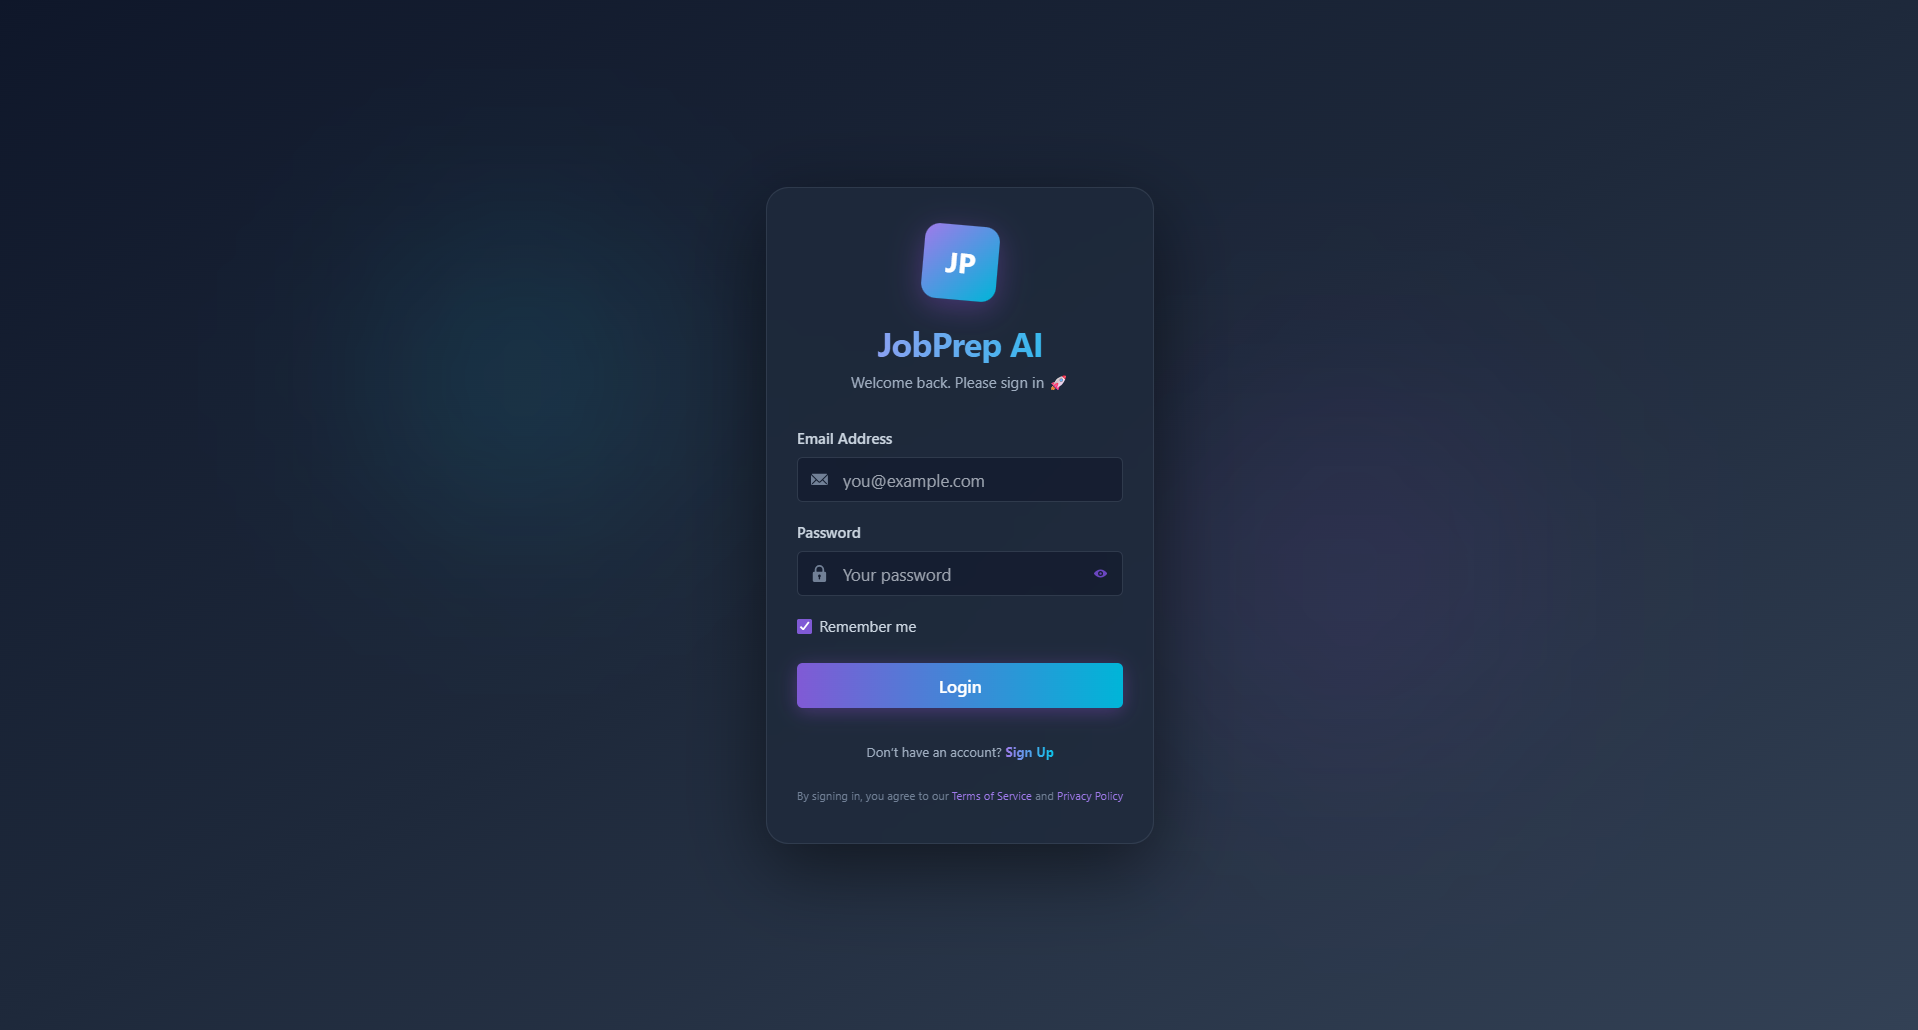 JP
JobPrep AI
Welcome back. Please sign in 🚀
Email Address
you@example.com
Password
Your password
Remember me
Login
Don't have an account? Sign Up
By signing in, you agree to our Terms of Service and Privacy Policy